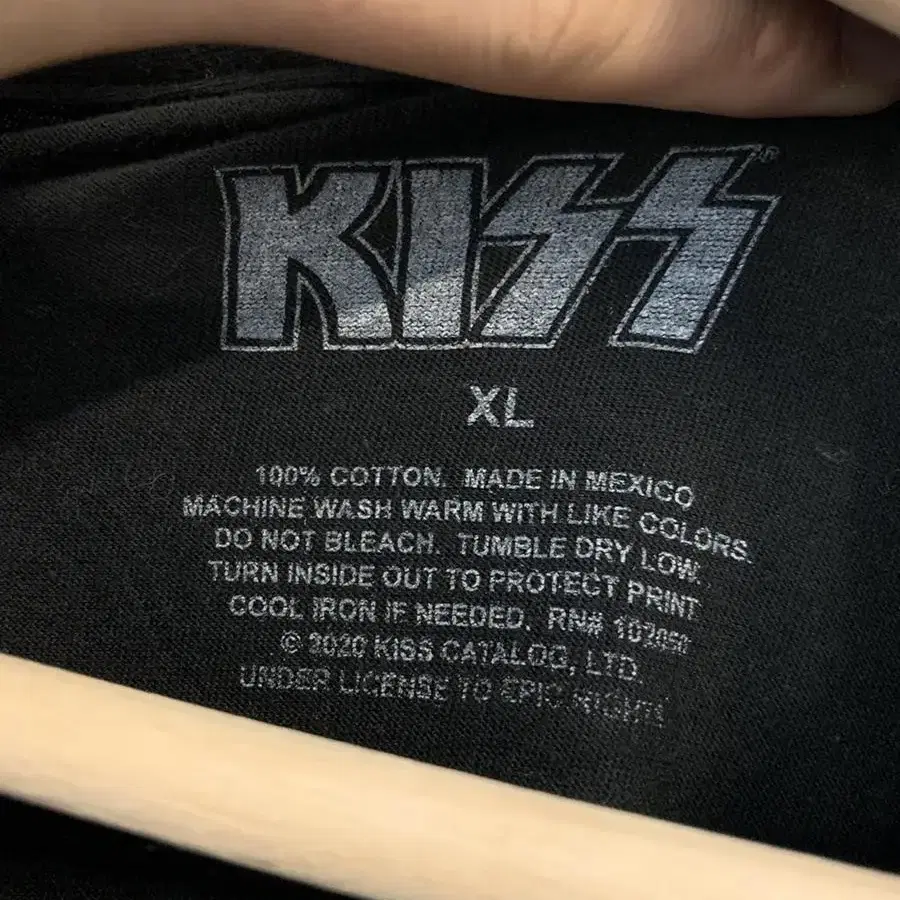 KISS®
XL
100% COTTON. MADE IN MEXICO
MACHINE WASH WARM WITH LIKE COLORS.
DO NOT BLEACH. TUMBLE DRY LOW.
TURN INSIDE OUT TO PROTECT PRINT
COOL IRON IF NEEDED. RN#
© 2020 KISS CATALOG, LTD.
UNDER LICENSE TO EPIC RIGHTS